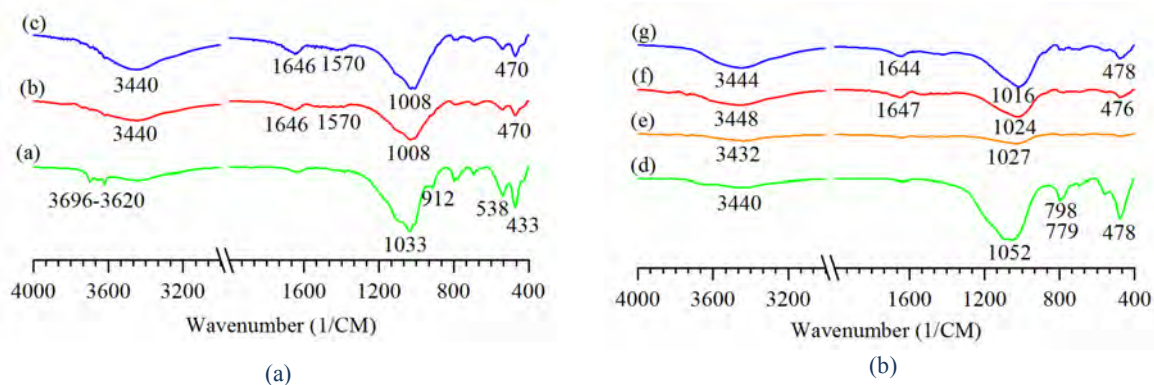 (c)
3440
1646 1570
1008
470
(b)
3440
1646 1570
1008
470
(a)
3696-3620
1033
912
538
433
4000 3600 3200 1600 1200 800 400
Wavenumber (1/CM)
(a)
(g)
3444
1644
1016
478
(f)
3448
1647
1024
476
(e)
3432
1027
(d)
3440
1052
798
779
478
4000 3600 3200 1600 1200 800 400
Wavenumber (1/CM)
(b)